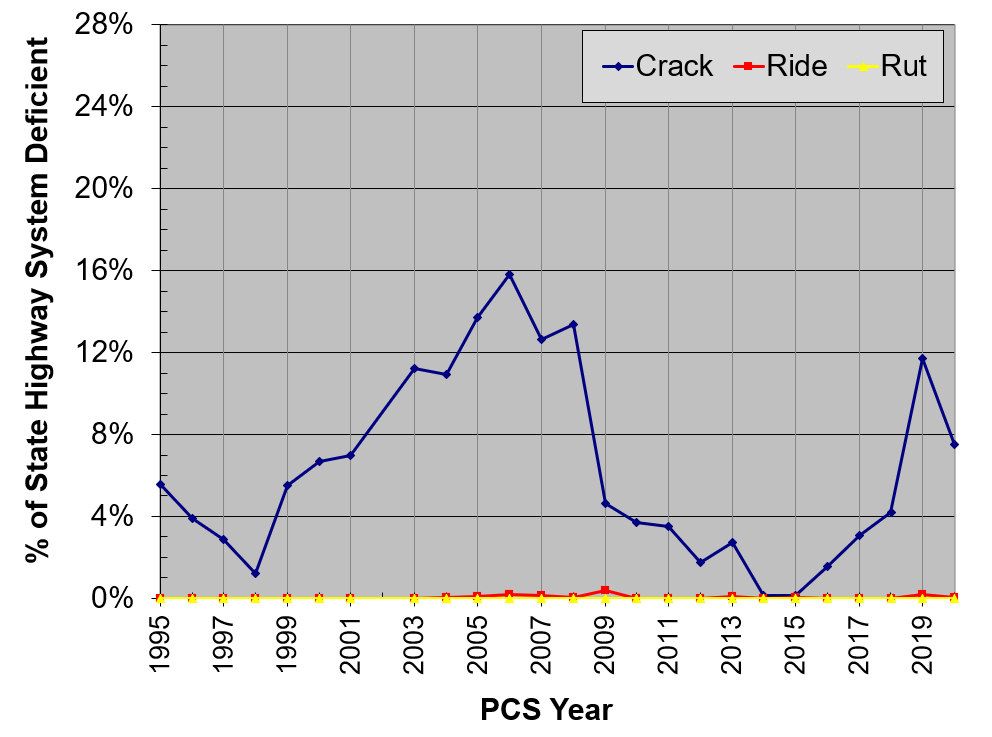 28%
24%
20%
16%
12%
8%
4%
0%
% of State Highway System Deficient
Crack Ride Rut
1995 1997 1999 2001 2003 2005 2007 2009 2011 2013 2015 2017 2019
PCS Year